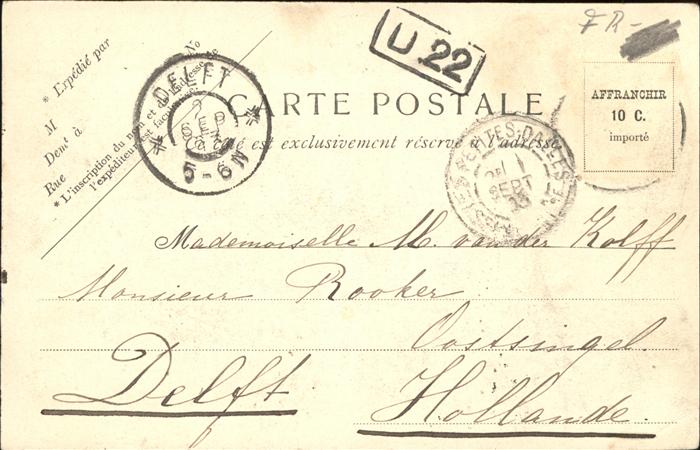 F R -
U 22
AFFRANCHIR
10 C.
importé
No
* Expédié par
M
Demt à
Rue
* L'inscription du nom et de l'adresse de
l'expéditeur est facultative
DELFT
5-6 N
CARTE POSTALE
Ce côté est exclusivement réservé à l'adresse
SEPT
Mademoiselle M. van der Kolff
Monsieur Rooker
Oostsingel.
Delft
Hollande.